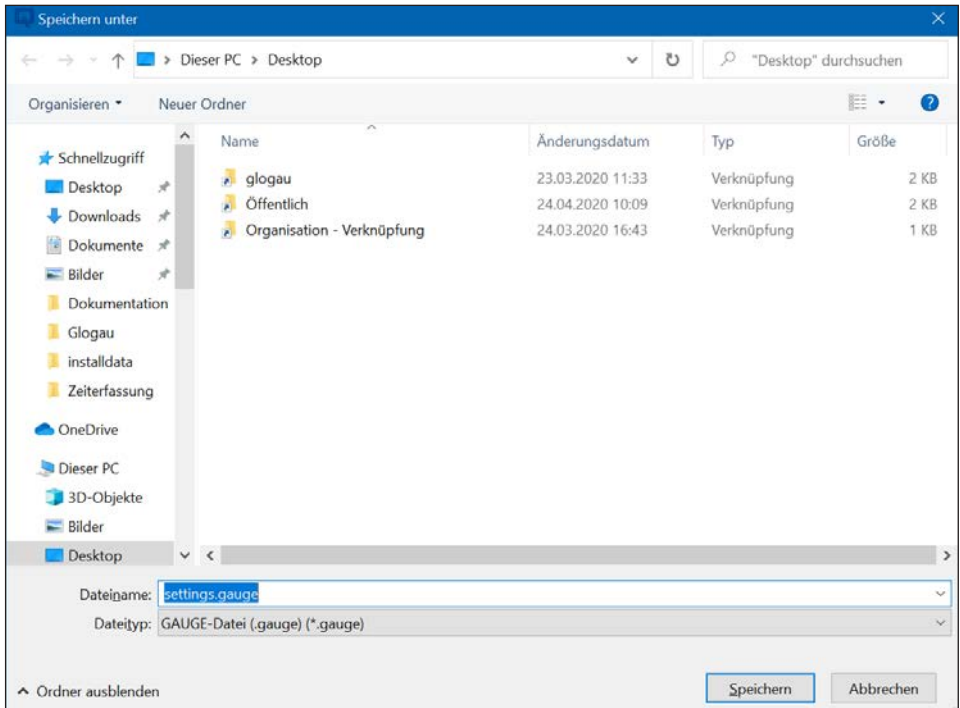 Speichern unter
Dieser PC > Desktop
"Desktop" durchsuchen
Organisieren
Neuer Ordner
Name Änderungsdatum Typ Größe
glogau 23.03.2020 11:33 Verknüpfung 2 KB
Öffentlich 24.04.2020 10:09 Verknüpfung 2 KB
Organisation - Verknüpfung 24.03.2020 16:43 Verknüpfung 1 KB
Schnellzugriff
Desktop
Downloads
Dokumente
Bilder
Dokumentation
Glogau
installdata
Zeiterfassung
OneDrive
Dieser PC
3D-Objekte
Bilder
Desktop
Dateiname: settings.gauge
Dateityp: GAUGE-Datei (.gauge) (*.gauge)
Ordner ausblenden
Speichern
Abbrechen